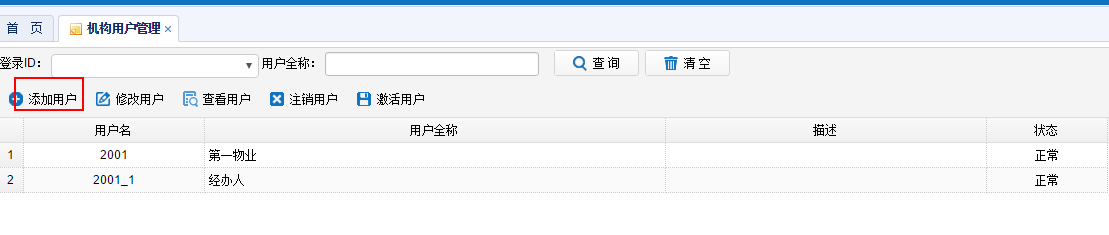 首 页 机构用户管理 ×
登录ID： 用户全称： 查 询 清 空
添加用户 修改用户 查看用户 注销用户 激活用户
用户名 用户全称 描述 状态
1 2001 第一物业 正常
2 2001_1 经办人 正常